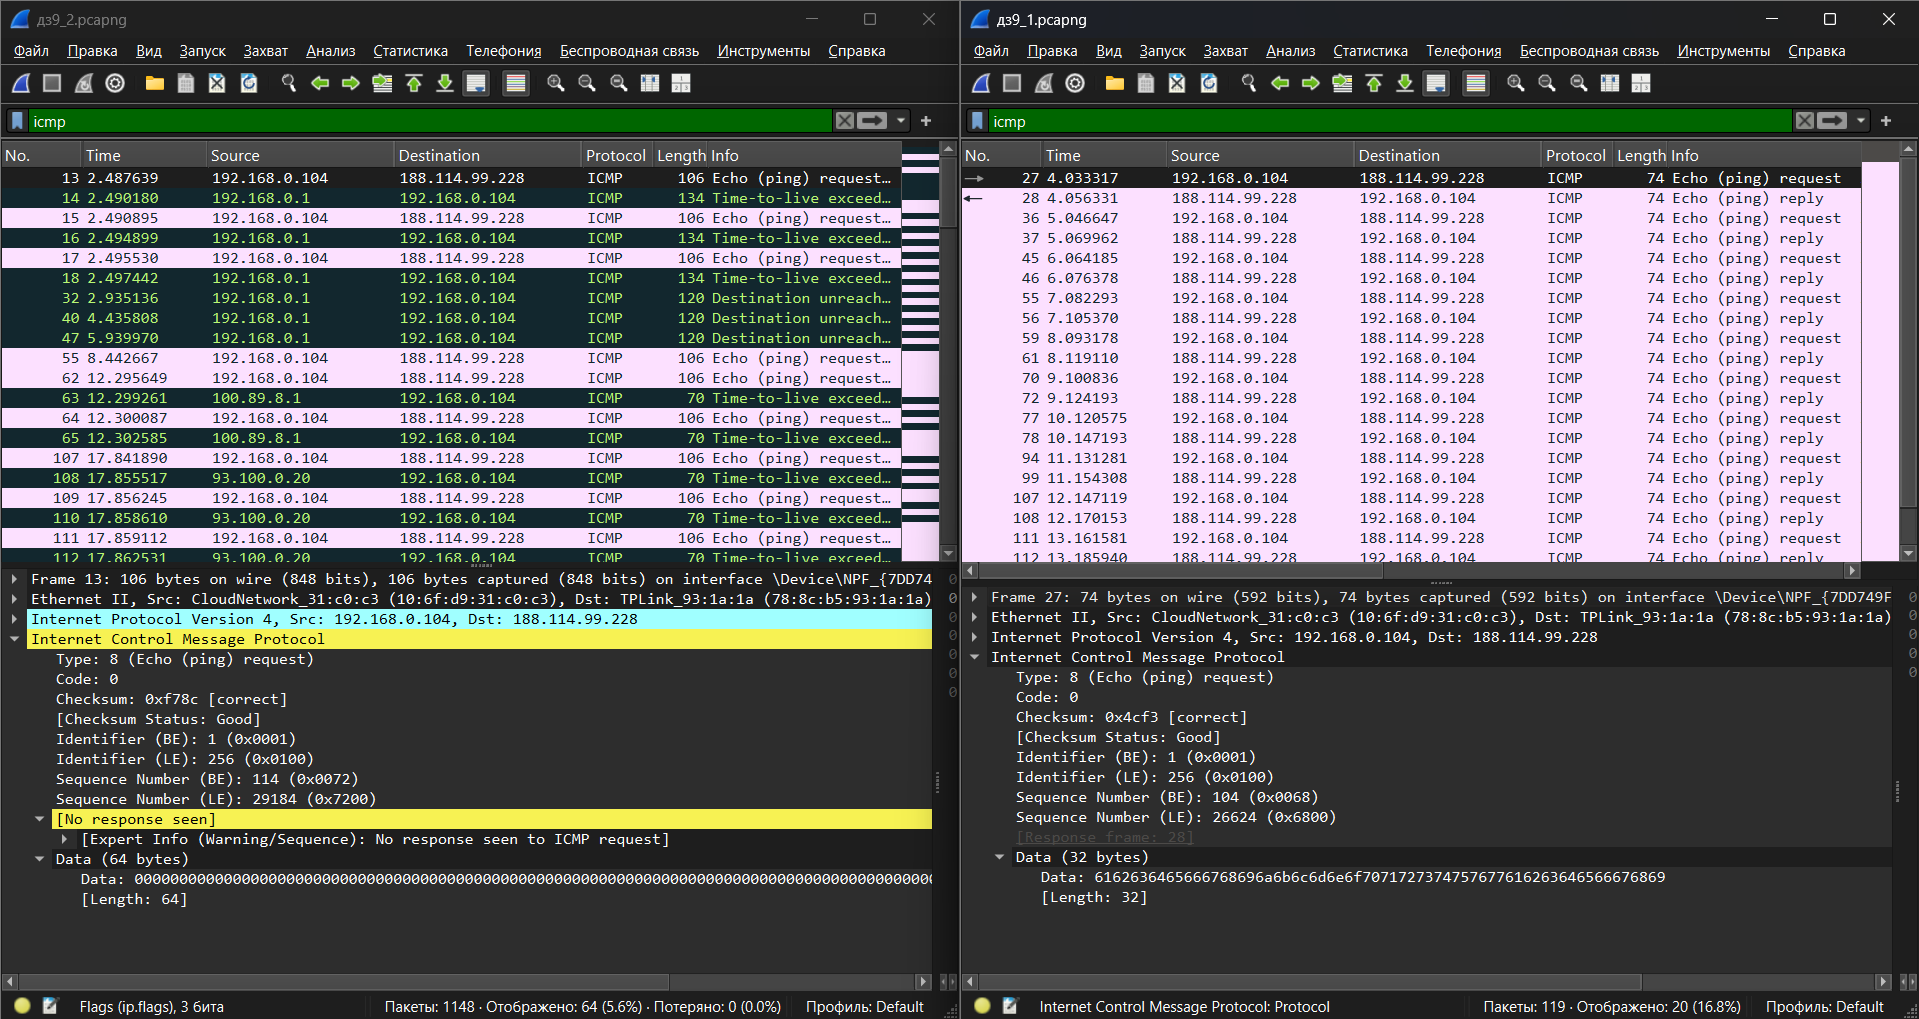 дз9_2.pcapng
Файл Правка Вид Запуск Захват Анализ Статистика Телефония Беспроводная связь Инструменты Справка
icmp
No. Time Source Destination Protocol Length Info
13 2.487639 192.168.0.104 188.114.99.228 ICMP 106 Echo (ping) request…
14 2.490180 192.168.0.1 192.168.0.104 ICMP 134 Time-to-live exceed…
15 2.490895 192.168.0.104 188.114.99.228 ICMP 106 Echo (ping) request…
16 2.494899 192.168.0.1 192.168.0.104 ICMP 134 Time-to-live exceed…
17 2.495530 192.168.0.104 188.114.99.228 ICMP 106 Echo (ping) request…
18 2.497442 192.168.0.1 192.168.0.104 ICMP 134 Time-to-live exceed…
32 2.935136 192.168.0.1 192.168.0.104 ICMP 120 Destination unreach…
40 4.435808 192.168.0.1 192.168.0.104 ICMP 120 Destination unreach…
47 5.939970 192.168.0.1 192.168.0.104 ICMP 120 Destination unreach…
55 8.442667 192.168.0.104 188.114.99.228 ICMP 106 Echo (ping) request…
62 12.295649 192.168.0.104 188.114.99.228 ICMP 106 Echo (ping) request…
63 12.299261 100.89.8.1 192.168.0.104 ICMP 70 Time-to-live exceed…
64 12.300087 192.168.0.104 188.114.99.228 ICMP 106 Echo (ping) request…
65 12.302585 100.89.8.1 192.168.0.104 ICMP 70 Time-to-live exceed…
107 17.841890 192.168.0.104 188.114.99.228 ICMP 106 Echo (ping) request…
108 17.855517 93.100.0.20 192.168.0.104 ICMP 70 Time-to-live exceed…
109 17.856245 192.168.0.104 188.114.99.228 ICMP 106 Echo (ping) request…
110 17.858610 93.100.0.20 192.168.0.104 ICMP 70 Time-to-live exceed…
111 17.859112 192.168.0.104 188.114.99.228 ICMP 106 Echo (ping) request…
112 17.862531 93.100.0.20 192.168.0.104 ICMP 70 Time-to-live exceed…
Frame 13: 106 bytes on wire (848 bits), 106 bytes captured (848 bits) on interface \Device\NPF_{7DD74
Ethernet II, Src: CloudNetwork_31:c0:c3 (10:6f:d9:31:c0:c3), Dst: TPLink_93:1a:1a (78:8c:b5:93:1a:1a)
Internet Protocol Version 4, Src: 192.168.0.104, Dst: 188.114.99.228
Internet Control Message Protocol
Type: 8 (Echo (ping) request)
Code: 0
Checksum: 0xf78c [correct]
[Checksum Status: Good]
Identifier (BE): 1 (0x0001)
Identifier (LE): 256 (0x0100)
Sequence Number (BE): 114 (0x0072)
Sequence Number (LE): 29184 (0x7200)
[No response seen]
[Expert Info (Warning/Sequence): No response seen to ICMP request]
Data (64 bytes)
Data: 000000000000000000000000000000000000000000000000000000000000000000000000000000000000000000
[Length: 64]
Flags (ip.flags), 3 бита Пакеты: 1148 · Отображено: 64 (5.6%) · Потеряно: 0 (0.0%) Профиль: Default
дз9_1.pcapng
Файл Правка Вид Запуск Захват Анализ Статистика Телефония Беспроводная связь Инструменты Справка
icmp
No. Time Source Destination Protocol Length Info
27 4.033317 192.168.0.104 188.114.99.228 ICMP 74 Echo (ping) request
28 4.056331 188.114.99.228 192.168.0.104 ICMP 74 Echo (ping) reply
36 5.046647 192.168.0.104 188.114.99.228 ICMP 74 Echo (ping) request
37 5.069962 188.114.99.228 192.168.0.104 ICMP 74 Echo (ping) reply
45 6.064185 192.168.0.104 188.114.99.228 ICMP 74 Echo (ping) request
46 6.076378 188.114.99.228 192.168.0.104 ICMP 74 Echo (ping) reply
55 7.082293 192.168.0.104 188.114.99.228 ICMP 74 Echo (ping) request
56 7.105370 188.114.99.228 192.168.0.104 ICMP 74 Echo (ping) reply
59 8.093178 192.168.0.104 188.114.99.228 ICMP 74 Echo (ping) request
61 8.119110 188.114.99.228 192.168.0.104 ICMP 74 Echo (ping) reply
70 9.100836 192.168.0.104 188.114.99.228 ICMP 74 Echo (ping) request
72 9.124193 188.114.99.228 192.168.0.104 ICMP 74 Echo (ping) reply
77 10.120575 192.168.0.104 188.114.99.228 ICMP 74 Echo (ping) request
78 10.147193 188.114.99.228 192.168.0.104 ICMP 74 Echo (ping) reply
94 11.131281 192.168.0.104 188.114.99.228 ICMP 74 Echo (ping) request
99 11.154308 188.114.99.228 192.168.0.104 ICMP 74 Echo (ping) reply
107 12.147119 192.168.0.104 188.114.99.228 ICMP 74 Echo (ping) request
108 12.170153 188.114.99.228 192.168.0.104 ICMP 74 Echo (ping) reply
111 13.161581 192.168.0.104 188.114.99.228 ICMP 74 Echo (ping) request
112 13.185940 188.114.99.228 192.168.0.104 ICMP 74 Echo (ping) reply
Frame 27: 74 bytes on wire (592 bits), 74 bytes captured (592 bits) on interface \Device\NPF_{7DD749F
Ethernet II, Src: CloudNetwork_31:c0:c3 (10:6f:d9:31:c0:c3), Dst: TPLink_93:1a:1a (78:8c:b5:93:1a:1a)
Internet Protocol Version 4, Src: 192.168.0.104, Dst: 188.114.99.228
Internet Control Message Protocol
Type: 8 (Echo (ping) request)
Code: 0
Checksum: 0x4cf3 [correct]
[Checksum Status: Good]
Identifier (BE): 1 (0x0001)
Identifier (LE): 256 (0x0100)
Sequence Number (BE): 104 (0x0068)
Sequence Number (LE): 26624 (0x6800)
[Response frame: 28]
Data (32 bytes)
Data: 6162636465666768696a6b6c6d6e6f7071727374757677616263646566676869
[Length: 32]
Internet Control Message Protocol: Protocol Пакеты: 119 · Отображено: 20 (16.8%) Профиль: Default